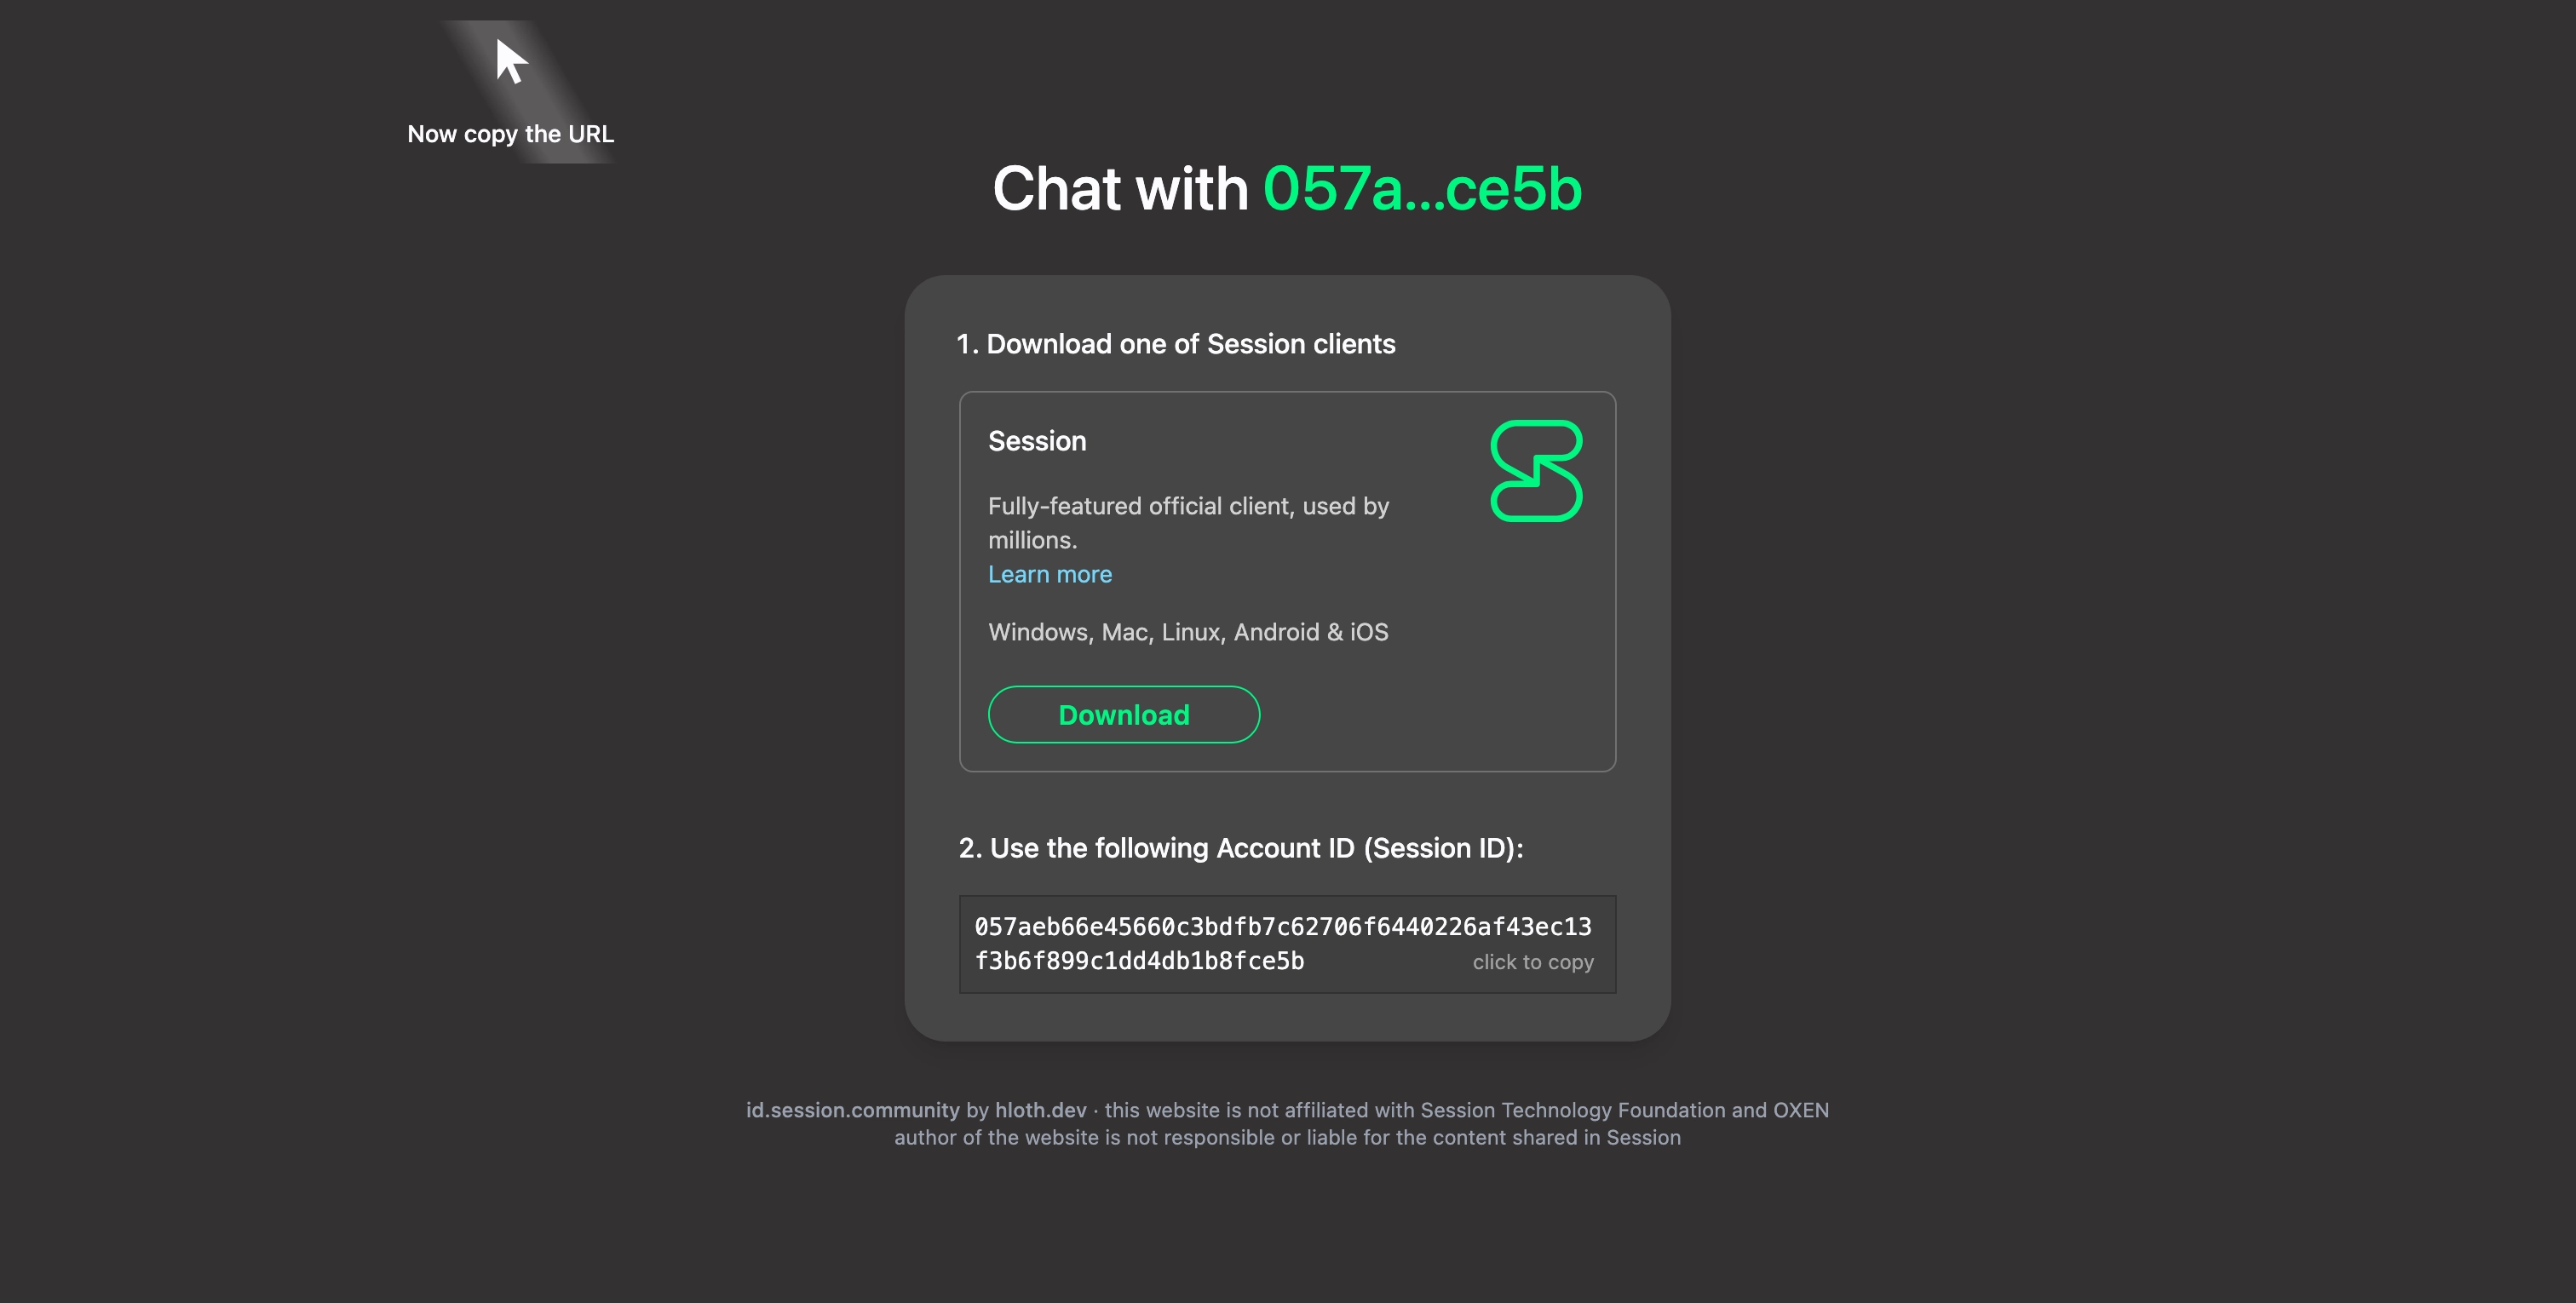 Now copy the URL
Chat with 057a...ce5b
1. Download one of Session clients
Session
Fully-featured official client, used by
millions.
Learn more
Windows, Mac, Linux, Android & iOS
Download
2. Use the following Account ID (Session ID):
057aeb66e45660c3bdfb7c62706f6440226af43ec13
f3b6f899c1dd4db1b8fce5b
click to copy
id.session.community by hloth.dev · this website is not affiliated with Session Technology Foundation and OXEN
author of the website is not responsible or liable for the content shared in Session